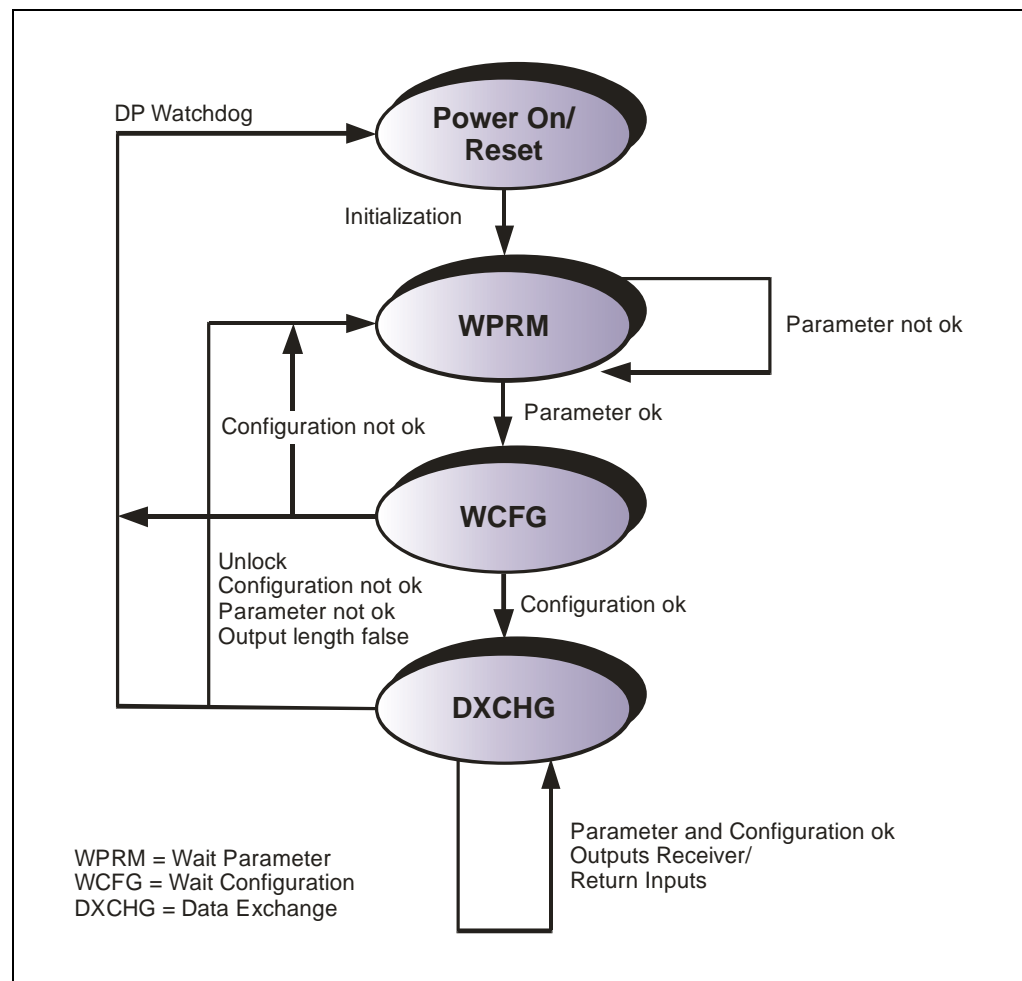 DP Watchdog
Power On/
Reset
Initialization
WPRM
Parameter not ok
Parameter ok
Configuration not ok
WCFG
Unlock
Configuration not ok
Parameter not ok
Output length false
Configuration ok
DXCHG
Parameter and Configuration ok
Outputs Receiver/
Return Inputs
WPRM = Wait Parameter
WCFG = Wait Configuration
DXCHG = Data Exchange